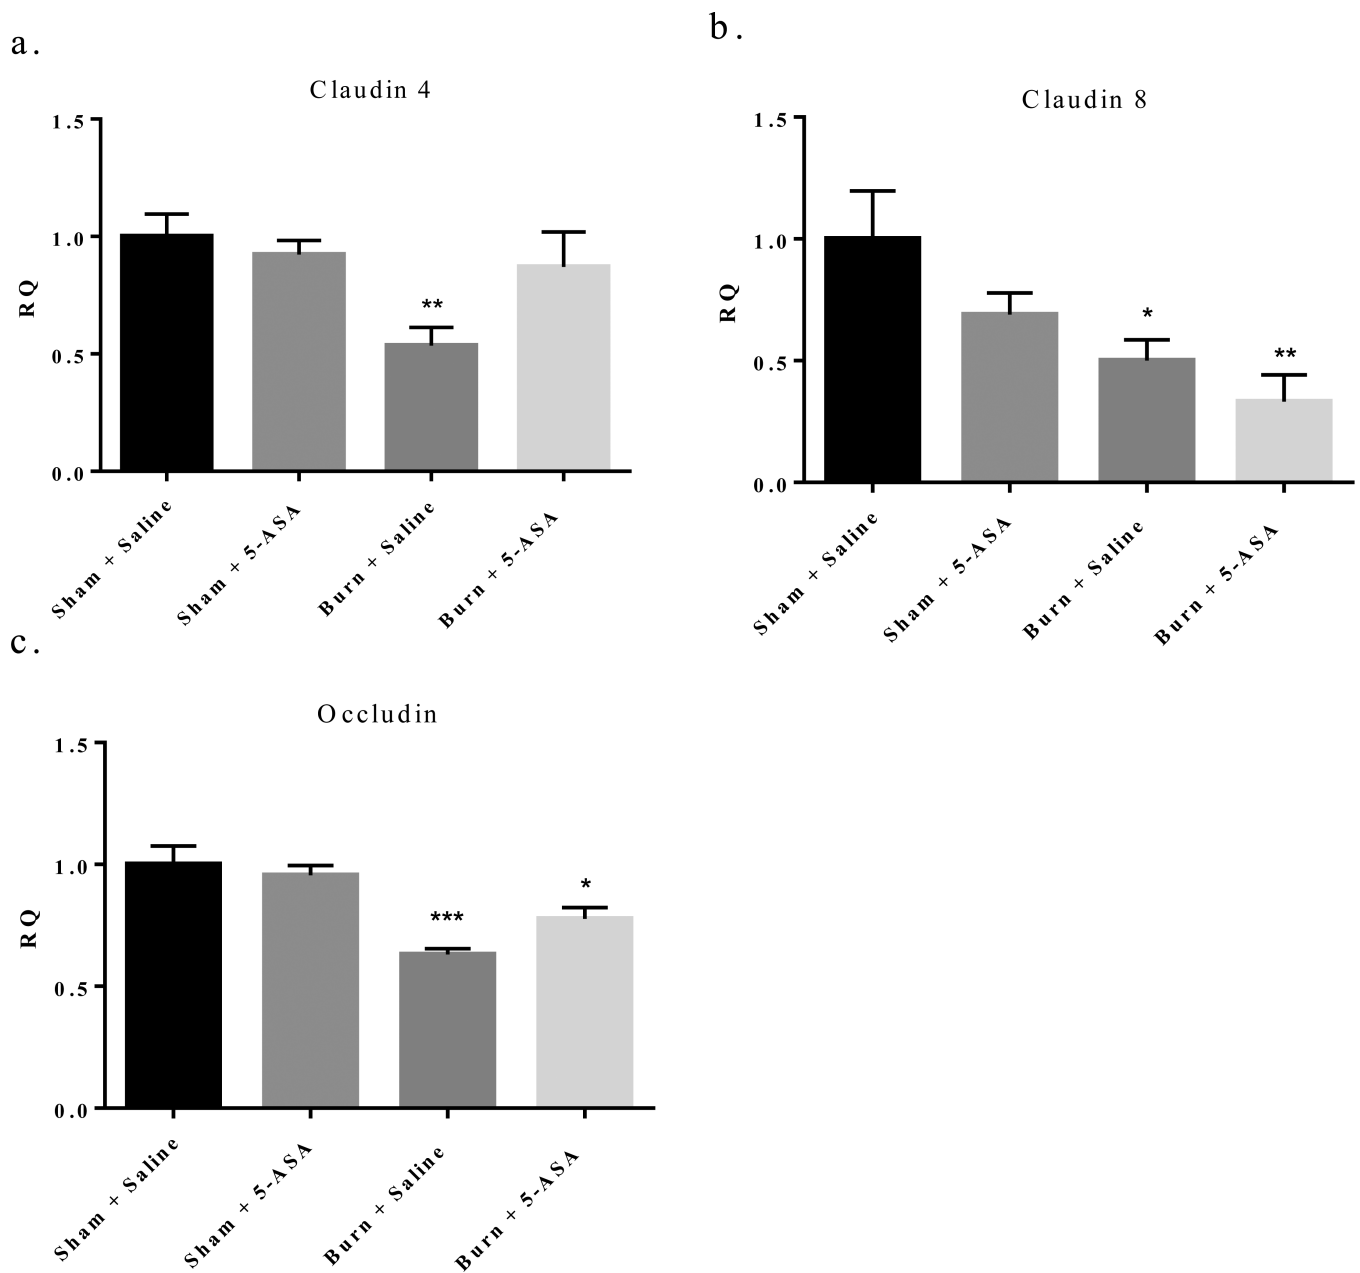 a.
Claudin 4
1.5
1.0
0.5
0.0
RQ
**
Sham + Saline
Sham + 5-ASA
Burn + Saline
Burn + 5-ASA
b.
Claudin 8
1.5
1.0
0.5
0.0
RQ
*
**
Sham + Saline
Sham + 5-ASA
Burn + Saline
Burn + 5-ASA
c.
Occludin
1.5
1.0
0.5
0.0
RQ
***
*
Sham + Saline
Sham + 5-ASA
Burn + Saline
Burn + 5-ASA